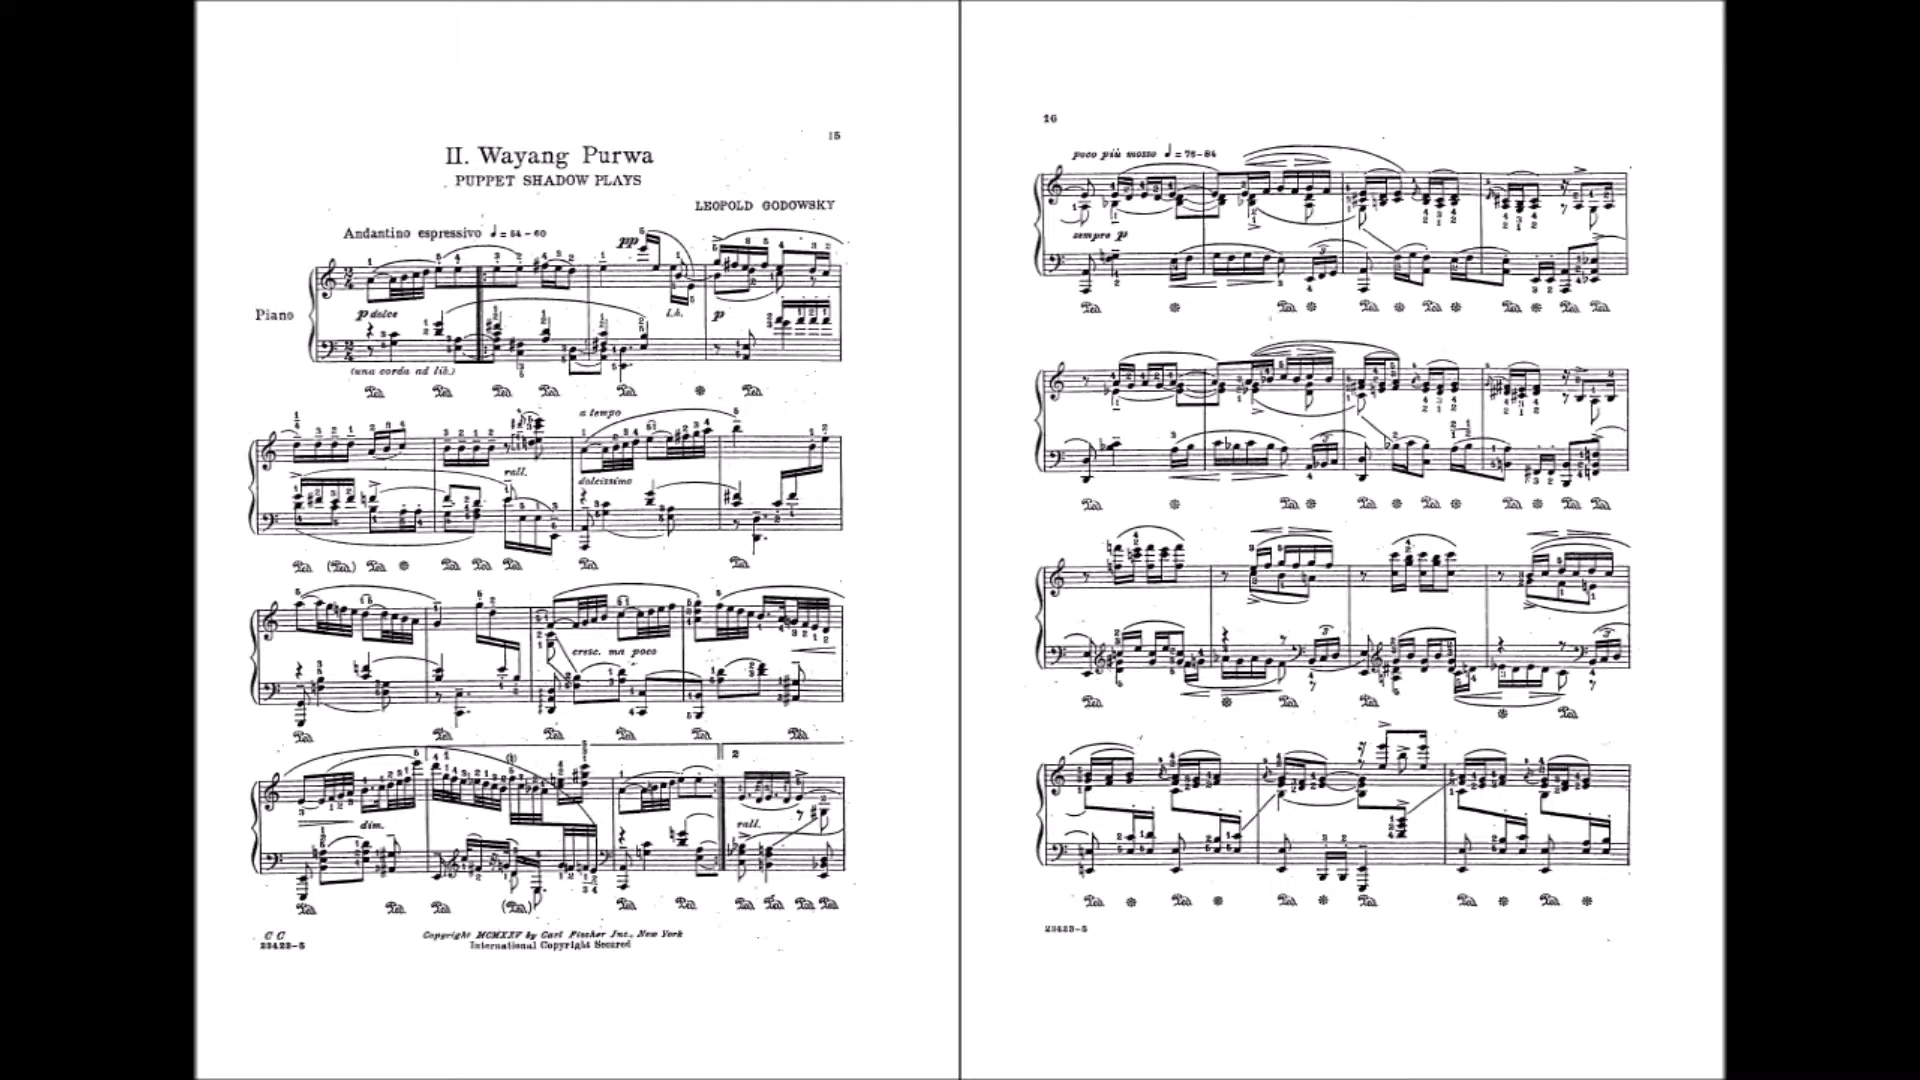 15
II. Wayang Purwa
PUPPET SHADOW PLAYS
LEOPOLD GODOWSKY
Andantino espressivo ♩ = 54 - 60
pp
Piano
p dolce
l.h.
p
(una corda ad lib.)
a tempo
rall.
dolcissimo
cresc. ma poco
2
dim.
rall.
C C
23423-5
Copyright MCMXXV by Carl Fischer Inc., New York
International Copyright Secured
16
poco più mosso ♩ = 76-84
sempre p
23423-5